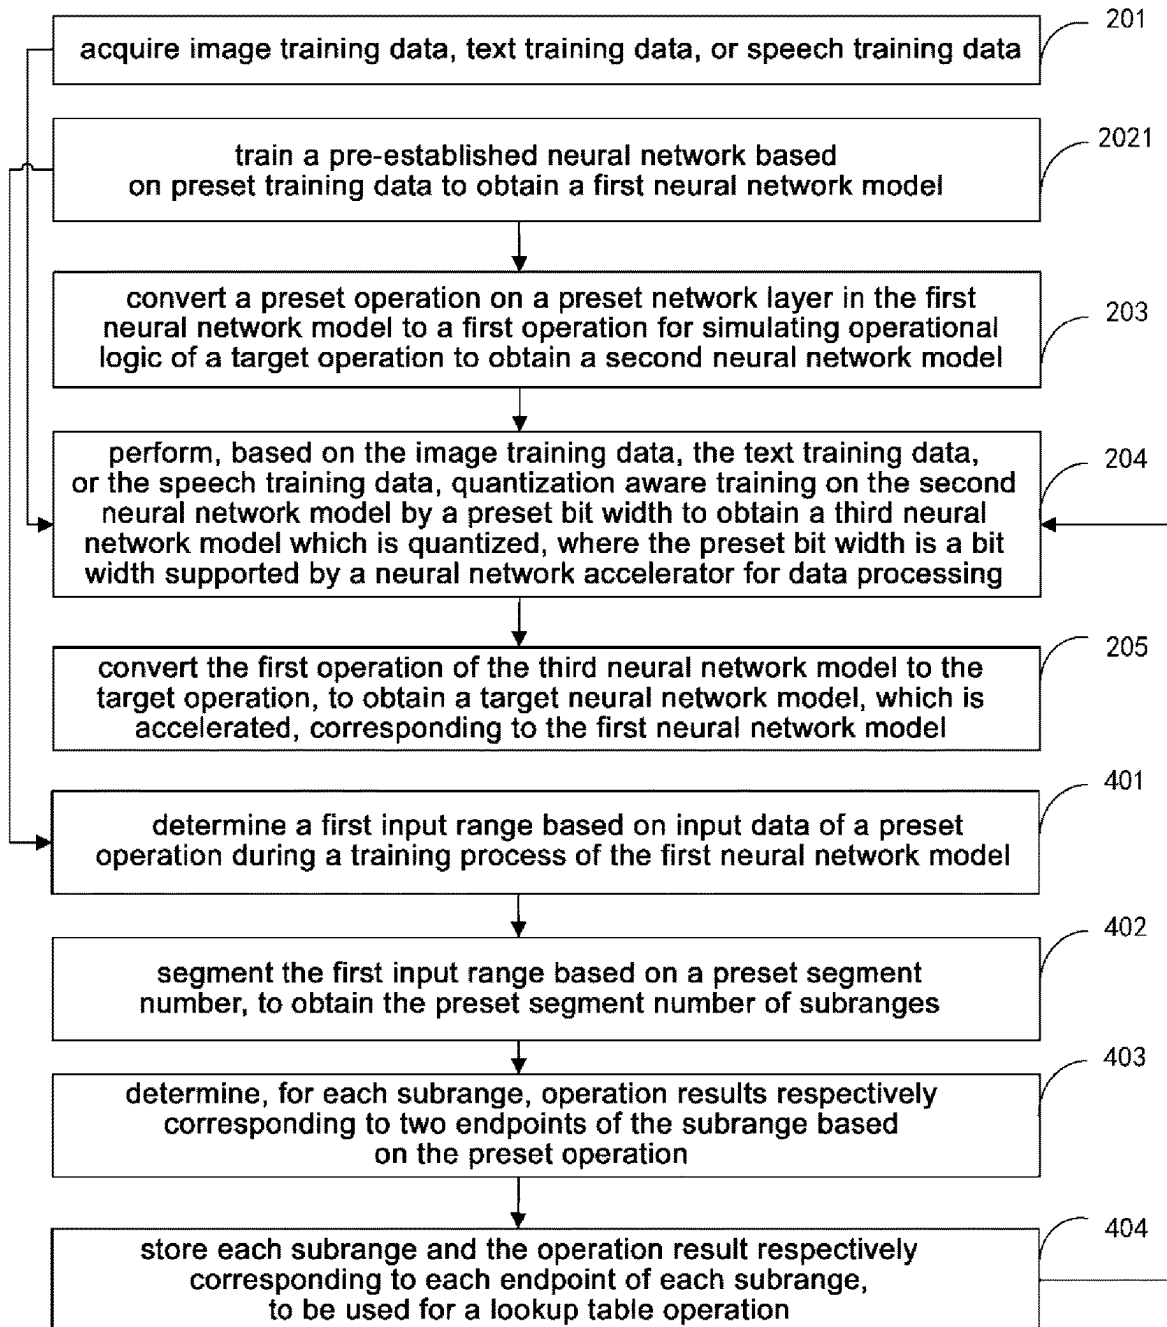 201
acquire image training data, text training data, or speech training data
2021
train a pre-established neural network based
on preset training data to obtain a first neural network model
203
convert a preset operation on a preset network layer in the first
neural network model to a first operation for simulating operational
logic of a target operation to obtain a second neural network model
204
perform, based on the image training data, the text training data,
or the speech training data, quantization aware training on the second
neural network model by a preset bit width to obtain a third neural
network model which is quantized, where the preset bit width is a bit
width supported by a neural network accelerator for data processing
205
convert the first operation of the third neural network model to the
target operation, to obtain a target neural network model, which is
accelerated, corresponding to the first neural network model
401
determine a first input range based on input data of a preset
operation during a training process of the first neural network model
402
segment the first input range based on a preset segment
number, to obtain the preset segment number of subranges
403
determine, for each subrange, operation results respectively
corresponding to two endpoints of the subrange based
on the preset operation
404
store each subrange and the operation result respectively
corresponding to each endpoint of each subrange,
to be used for a lookup table operation